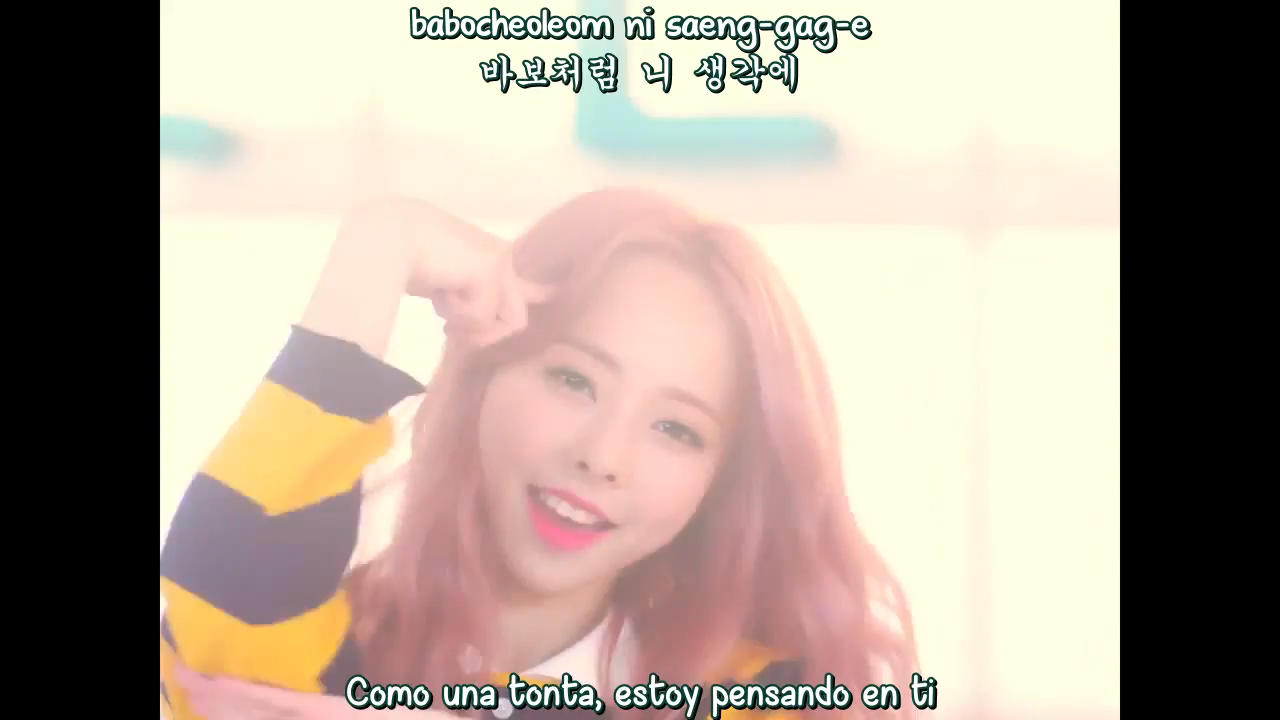 babocheoleom ni saeng-gag-e
바보처럼 니 생각에
Como una tonta, estoy pensando en ti